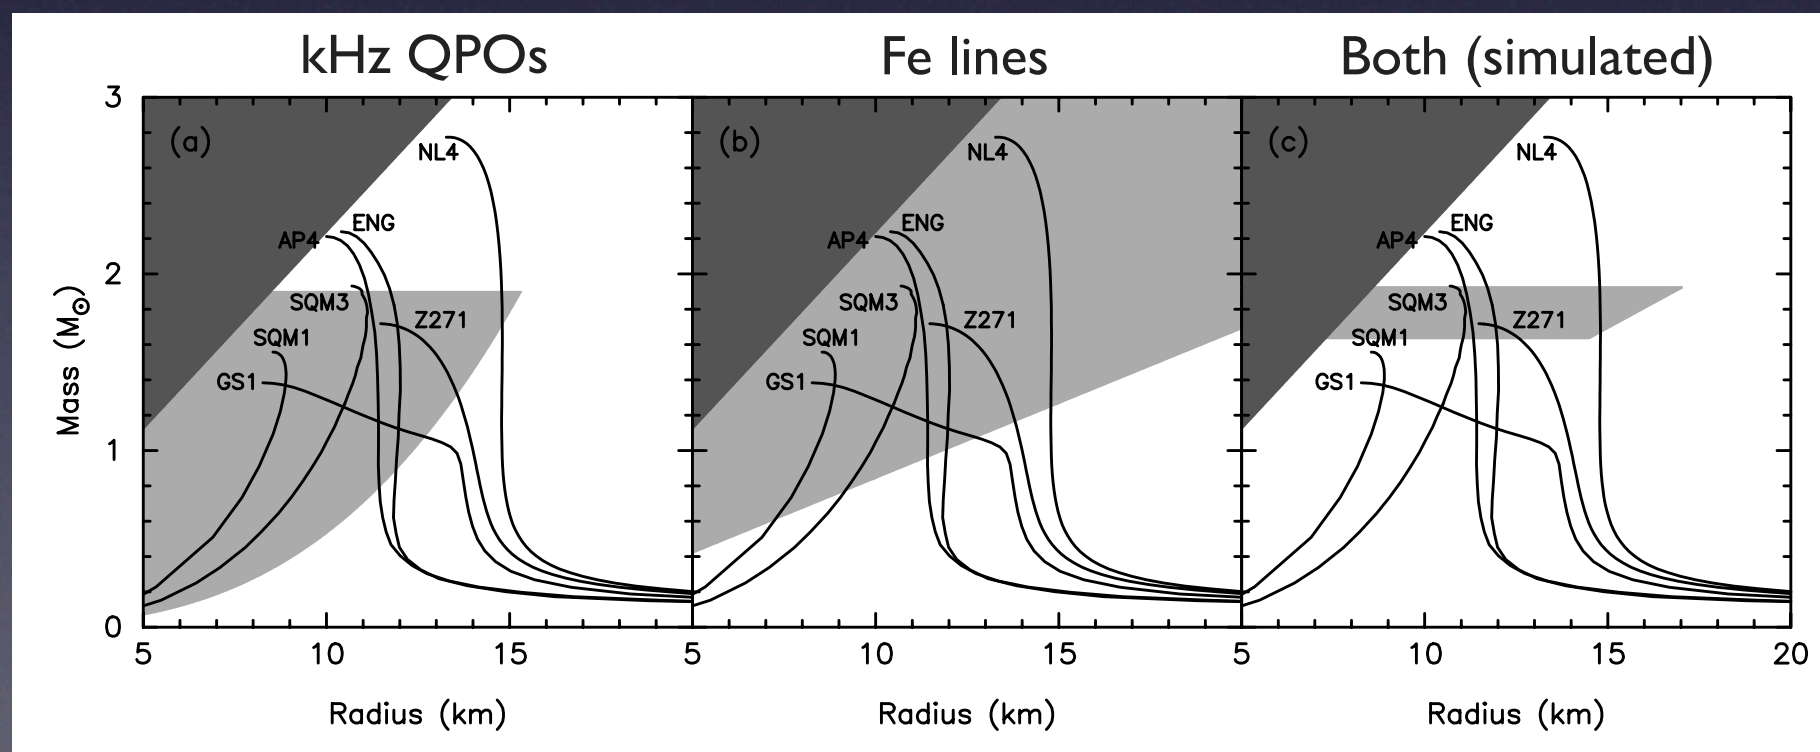 kHz QPOs
Fe lines
Both (simulated)
Mass (M☉)
3
2
1
0
(a)
NL4
ENG
AP4
SQM3
Z271
SQM1
GS1
5
10
15
Radius (km)
(b)
NL4
ENG
AP4
SQM3
Z271
SQM1
GS1
5
10
15
Radius (km)
(c)
NL4
ENG
AP4
SQM3
Z271
SQM1
GS1
5
10
15
20
Radius (km)